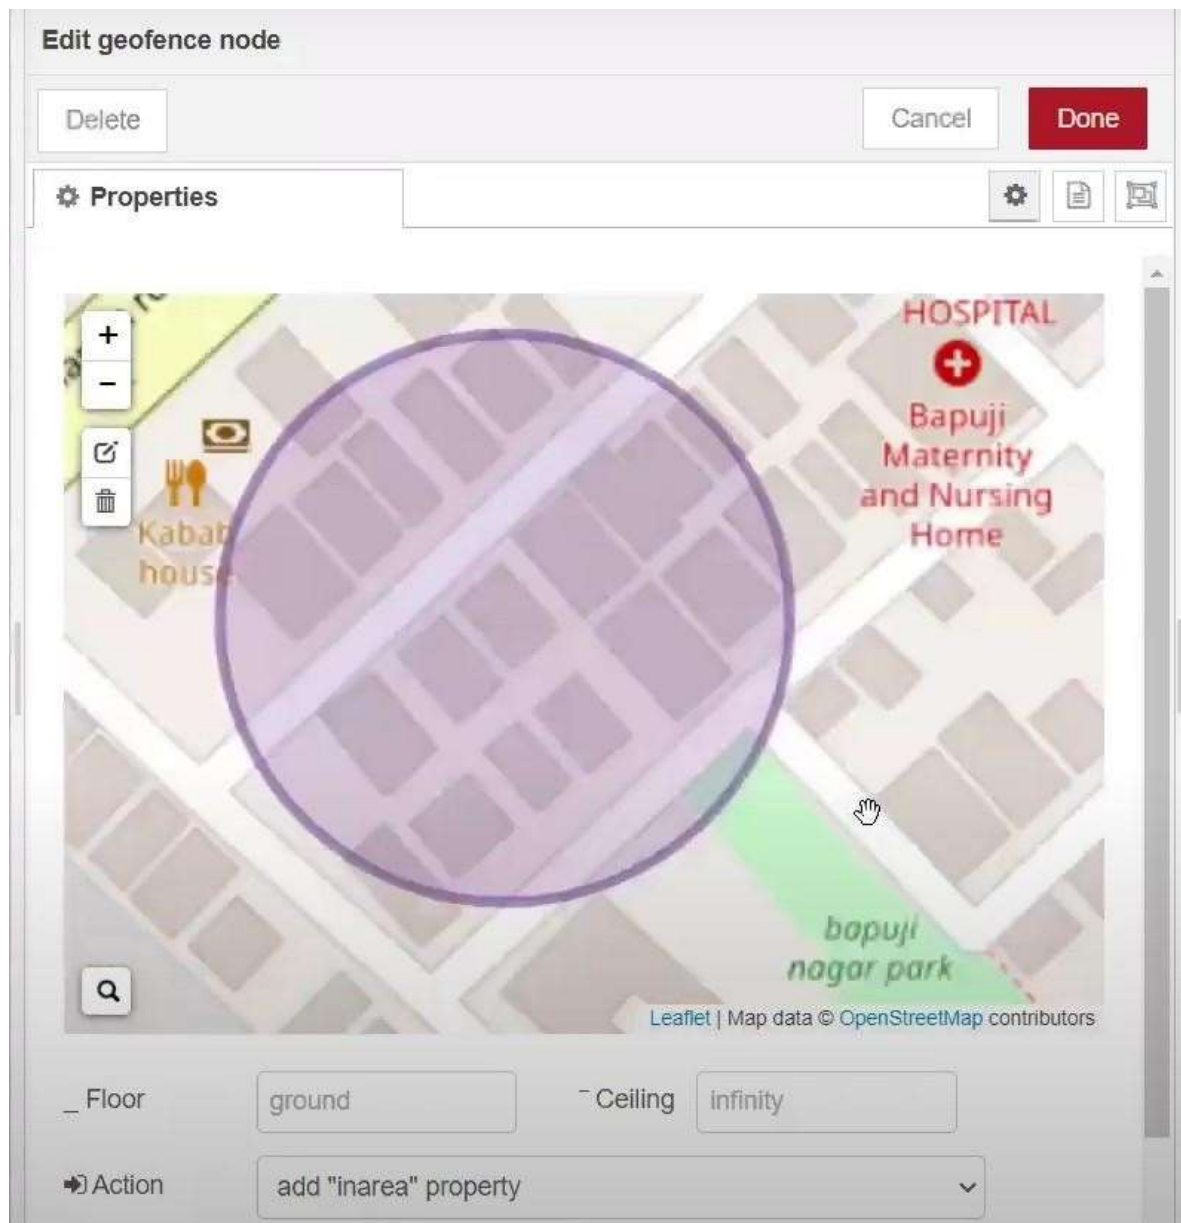 Edit geofence node
Delete
Cancel
Done
Properties
+
−
HOSPITAL
Bapuji
Maternity
and Nursing
Home
Kabab
house
bapuji
nagar park
Leaflet | Map data © OpenStreetMap contributors
Floor
ground
Ceiling
infinity
Action
add "inarea" property